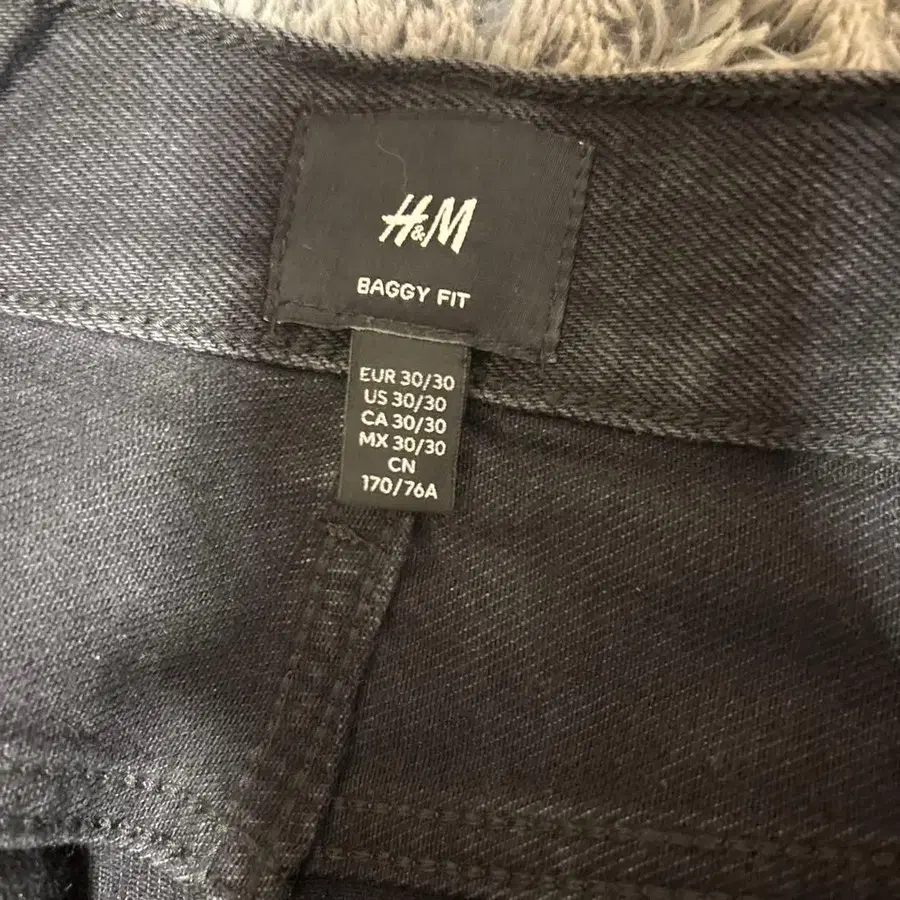 H&M
BAGGY FIT
EUR 30/30
US 30/30
CA 30/30
MX 30/30
CN
170/76A